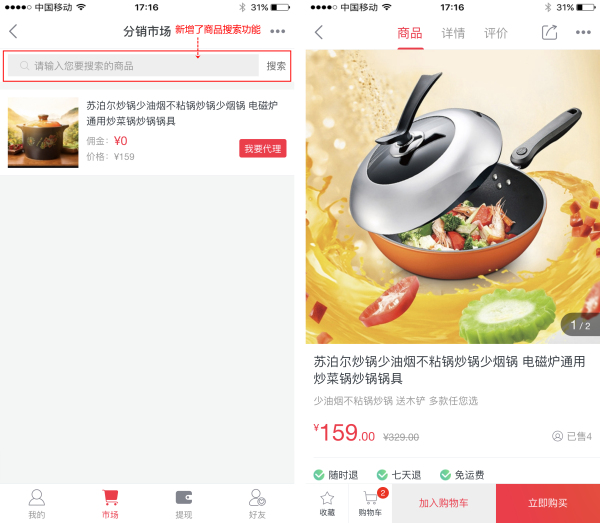 中国移动
17:16
31%
分销市场
新增了商品搜索功能
请输入您要搜索的商品
搜索
苏泊尔炒锅少油烟不粘锅炒锅少烟锅 电磁炉
通用炒菜锅炒锅锅具
佣金: ¥0
价格: ¥159
我要代理
我的
市场
提现
好友
中国移动
17:16
31%
商品
详情
评价
1 / 2
苏泊尔炒锅少油烟不粘锅炒锅少烟锅 电磁炉通用
炒菜锅炒锅锅具
少油烟不粘锅炒锅 送木铲 多款任您选
¥159.00 ¥329.00
已售4
随时退
七天退
免运费
收藏
购物车
2
加入购物车
立即购买